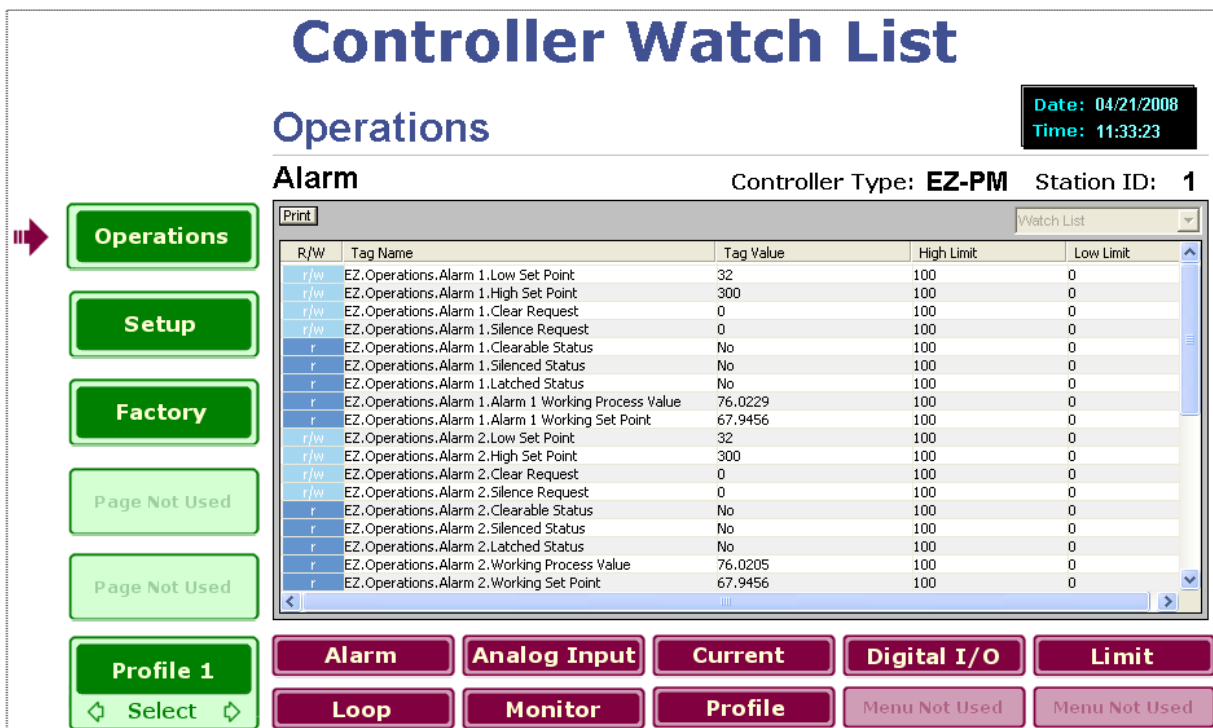 Controller Watch List
Operations
Date: 04/21/2008
Time: 11:33:23
Alarm
Controller Type: EZ-PM Station ID: 1
Print
Watch List
R/W Tag Name Tag Value High Limit Low Limit
r/w EZ.Operations.Alarm 1.Low Set Point 32 100 0
r/w EZ.Operations.Alarm 1.High Set Point 300 100 0
r/w EZ.Operations.Alarm 1.Clear Request 0 100 0
r/w EZ.Operations.Alarm 1.Silence Request 0 100 0
r EZ.Operations.Alarm 1.Clearable Status No 100 0
r EZ.Operations.Alarm 1.Silenced Status No 100 0
r EZ.Operations.Alarm 1.Latched Status No 100 0
r EZ.Operations.Alarm 1.Alarm 1 Working Process Value 76.0229 100 0
r EZ.Operations.Alarm 1.Alarm 1 Working Set Point 67.9456 100 0
r/w EZ.Operations.Alarm 2.Low Set Point 32 100 0
r/w EZ.Operations.Alarm 2.High Set Point 300 100 0
r/w EZ.Operations.Alarm 2.Clear Request 0 100 0
r/w EZ.Operations.Alarm 2.Silence Request 0 100 0
r EZ.Operations.Alarm 2.Clearable Status No 100 0
r EZ.Operations.Alarm 2.Silenced Status No 100 0
r EZ.Operations.Alarm 2.Latched Status No 100 0
r EZ.Operations.Alarm 2.Working Process Value 76.0205 100 0
r EZ.Operations.Alarm 2.Working Set Point 67.9456 100 0
Operations
Setup
Factory
Page Not Used
Page Not Used
Profile 1
Select
Alarm Analog Input Current Digital I/O Limit
Loop Monitor Profile Menu Not Used Menu Not Used